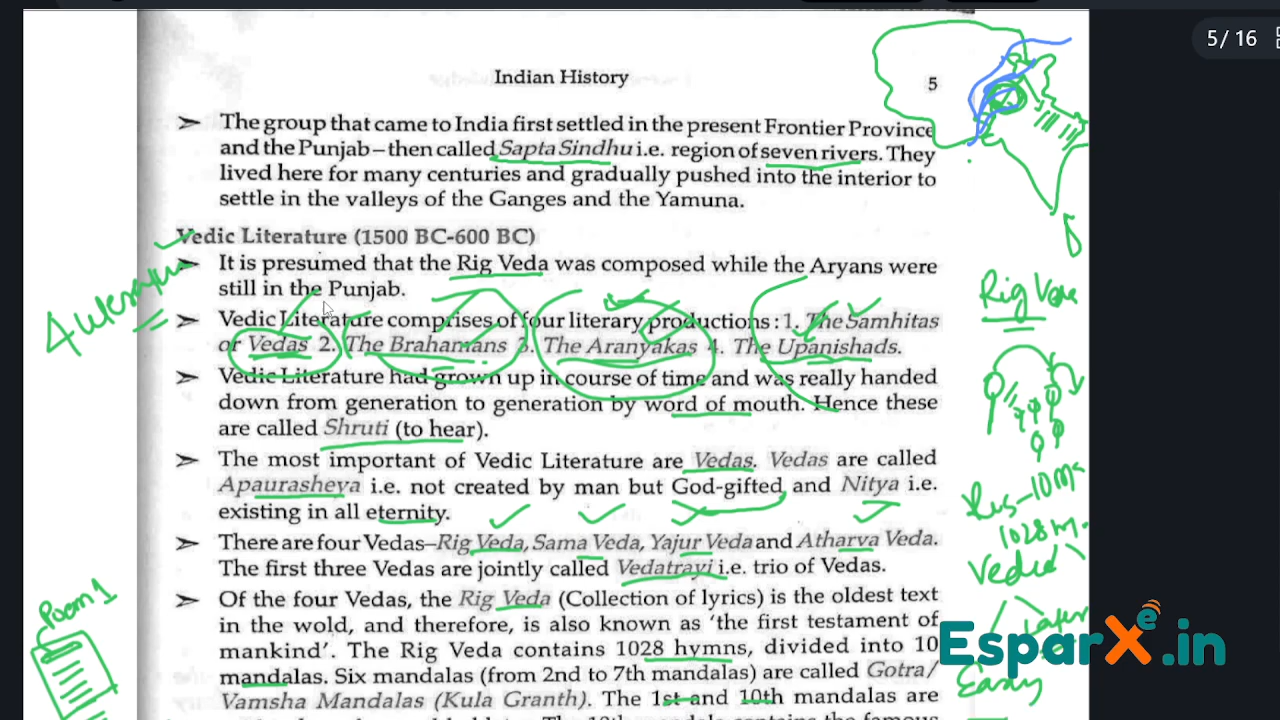 5/ 16
Indian History
5
➤ The group that came to India first settled in the present Frontier Province
and the Punjab–then called Sapta Sindhu i.e. region of seven rivers. They
lived here for many centuries and gradually pushed into the interior to
settle in the valleys of the Ganges and the Yamuna.
Vedic Literature (1500 BC-600 BC)
➤ It is presumed that the Rig Veda was composed while the Aryans were
still in the Punjab.
➤ Vedic Literature comprises of four literary productions : 1. The Samhitas
or Vedas 2. The Brahamans 3. The Aranyakas 4. The Upanishads.
➤ Vedic Literature had grown up in course of time and was really handed
down from generation to generation by word of mouth. Hence these
are called Shruti (to hear).
➤ The most important of Vedic Literature are Vedas. Vedas are called
Apaurasheya i.e. not created by man but God-gifted and Nitya i.e.
existing in all eternity.
➤ There are four Vedas–Rig Veda, Sama Veda, Yajur Veda and Atharva Veda.
The first three Vedas are jointly called Vedatrayi i.e. trio of Vedas.
➤ Of the four Vedas, the Rig Veda (Collection of lyrics) is the oldest text
in the wold, and therefore, is also known as 'the first testament of
mankind'. The Rig Veda contains 1028 hymns, divided into 10
mandalas. Six mandalas (from 2nd to 7th mandalas) are called Gotra/
Vamsha Mandalas (Kula Granth). The 1st and 10th mandalas are
Rig Veda
1028
Poem 1
Later
Early
EsparXe.in